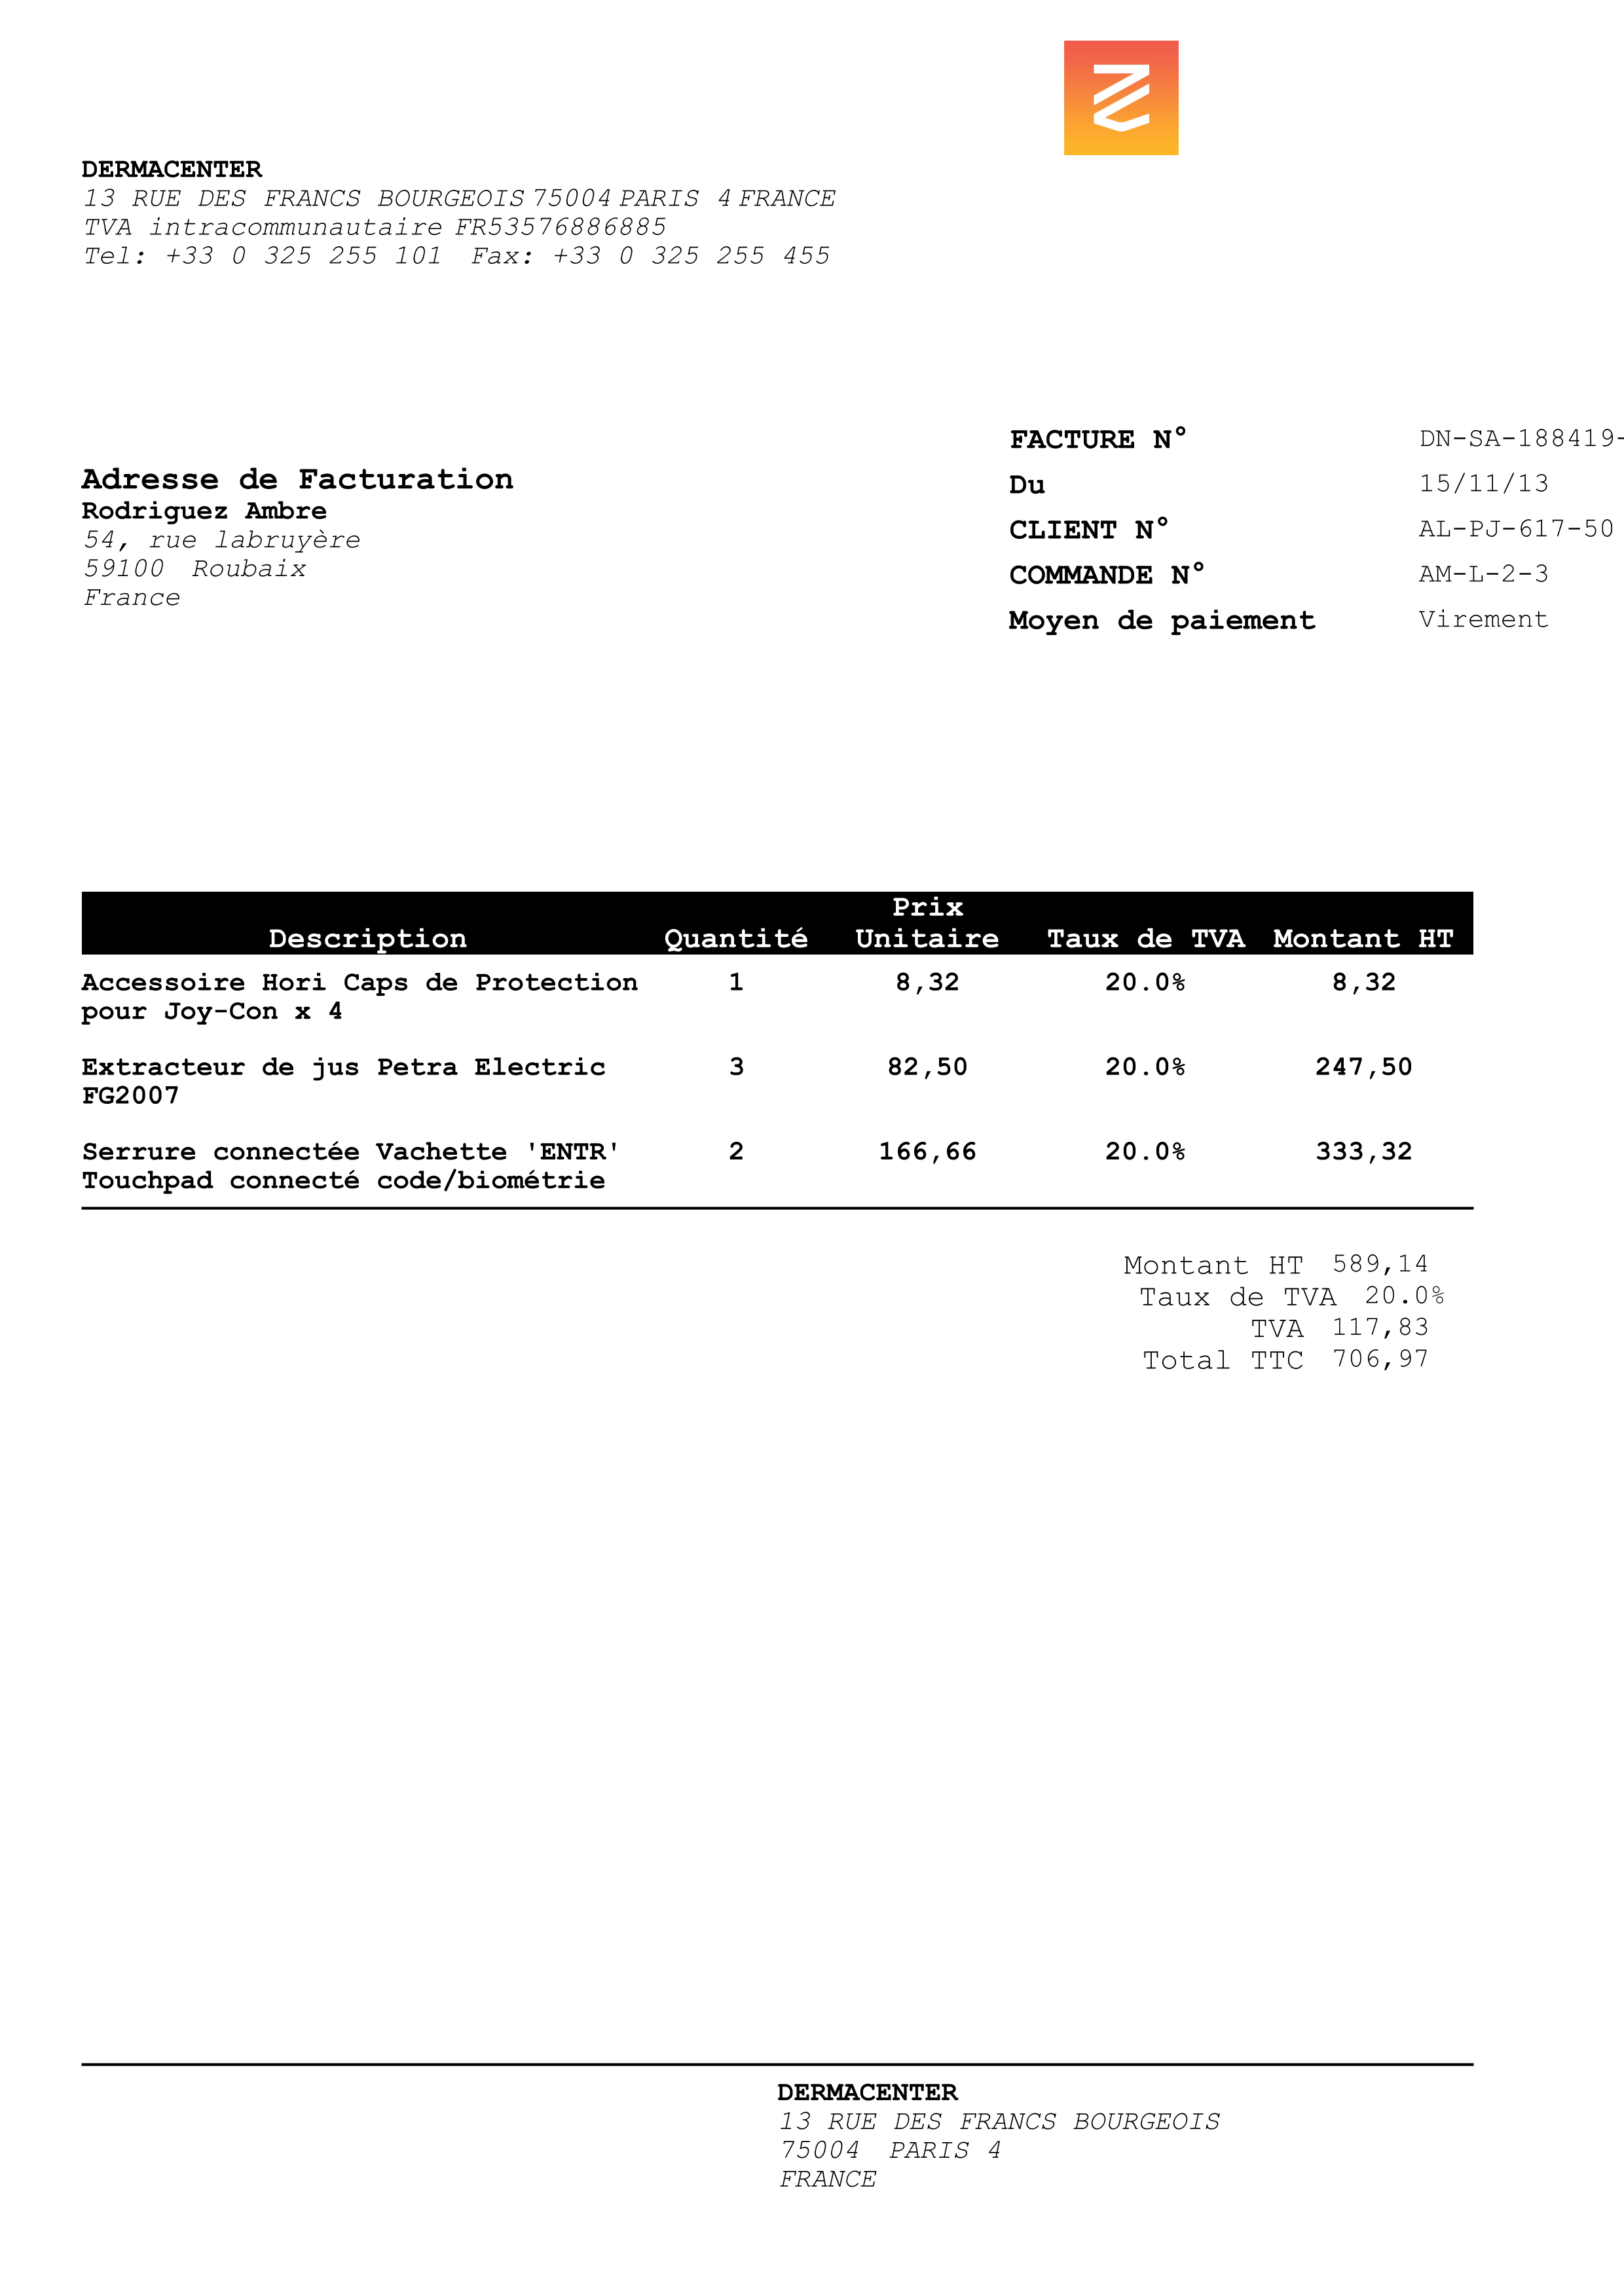 DERMACENTER
13 RUE DES FRANCS BOURGEOIS 75004 PARIS 4 FRANCE
TVA intracommunautaire FR53576886885
Tel: +33 0 325 255 101 Fax: +33 0 325 255 455
FACTURE N° DN-SA-188419-
Du 15/11/13
CLIENT N° AL-PJ-617-50
COMMANDE N° AM-L-2-3
Moyen de paiement Virement
Adresse de Facturation
Rodriguez Ambre
54, rue labruyère
59100 Roubaix
France
Prix
Description Quantité Unitaire Taux de TVA Montant HT
Accessoire Hori Caps de Protection 1 8,32 20.0% 8,32
pour Joy-Con x 4
Extracteur de jus Petra Electric 3 82,50 20.0% 247,50
FG2007
Serrure connectée Vachette 'ENTR' 2 166,66 20.0% 333,32
Touchpad connecté code/biométrie
Montant HT 589,14
Taux de TVA 20.0%
TVA 117,83
Total TTC 706,97
DERMACENTER
13 RUE DES FRANCS BOURGEOIS
75004 PARIS 4
FRANCE